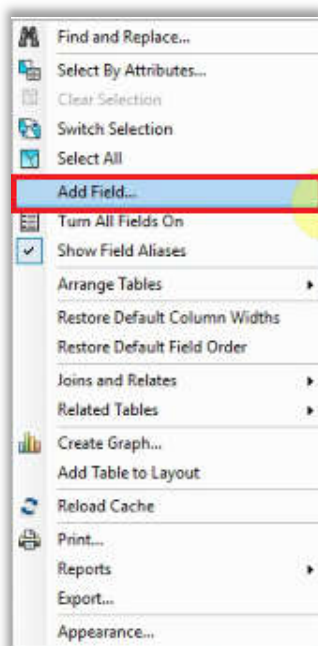 Find and Replace...
Select By Attributes...
Clear Selection
Switch Selection
Select All
Add Field...
Turn All Fields On
Show Field Aliases
Arrange Tables
Restore Default Column Widths
Restore Default Field Order
Joins and Relates
Related Tables
Create Graph...
Add Table to Layout
Reload Cache
Print...
Reports
Export...
Appearance...